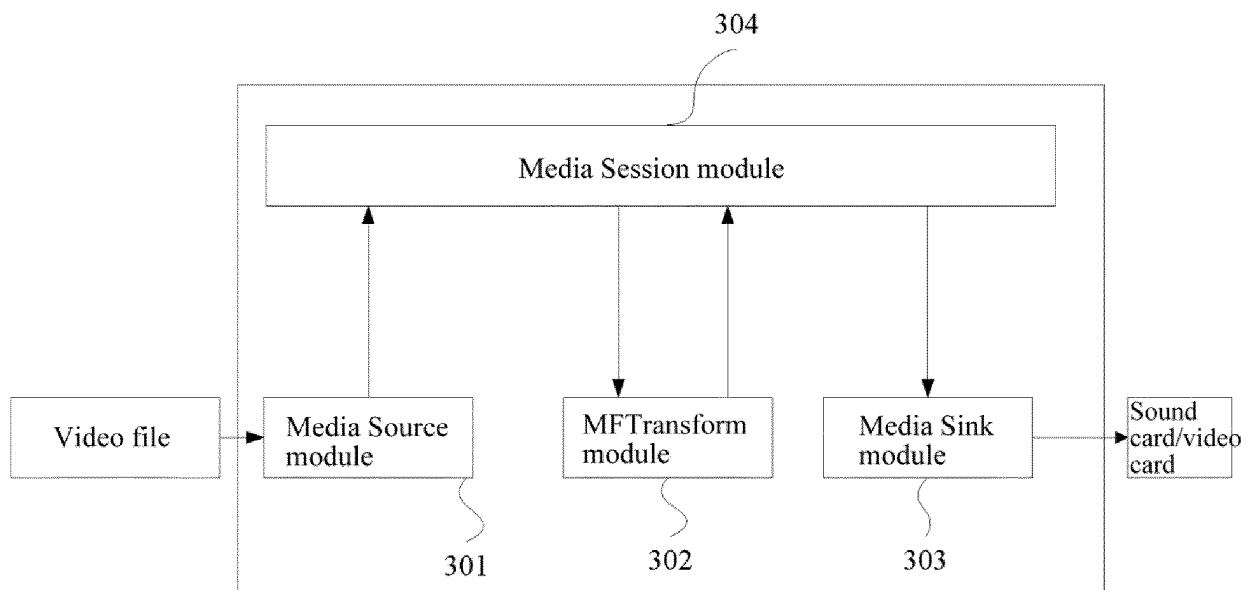 304
Media Session module
Video file
Media Source
module
MFTransform
module
Media Sink
module
Sound
card/video
card
301
302
303